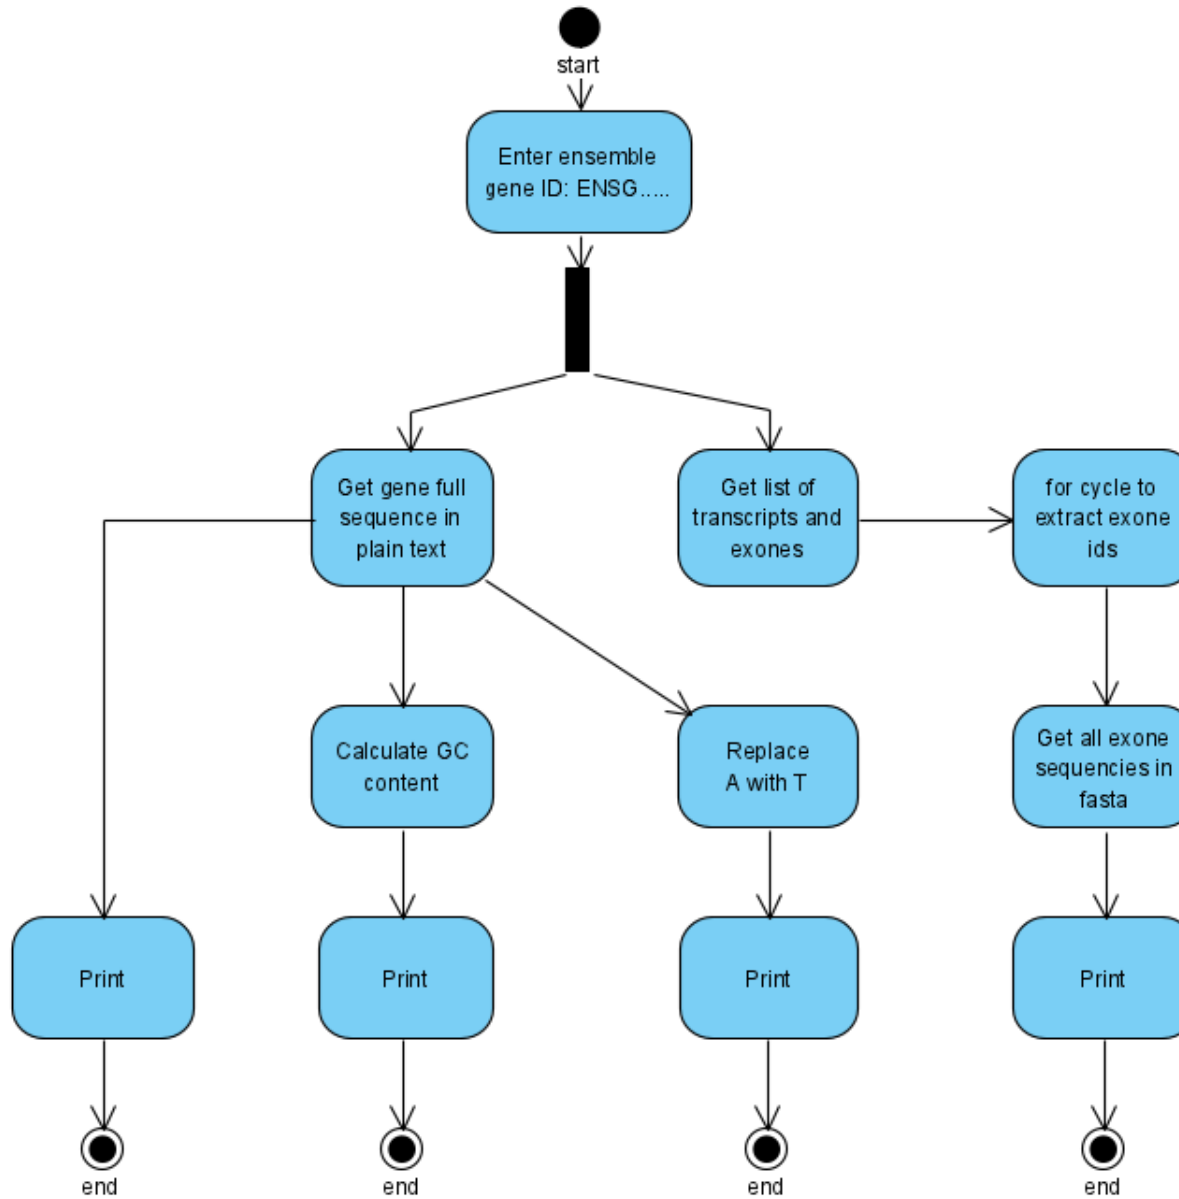 start
Enter ensemble
gene ID: ENSG.....
Get gene full
sequence in
plain text
Get list of
transcripts and
exones
for cycle to
extract exone
ids
Calculate GC
content
Replace
A with T
Get all exone
sequencies in
fasta
Print
Print
Print
Print
end
end
end
end